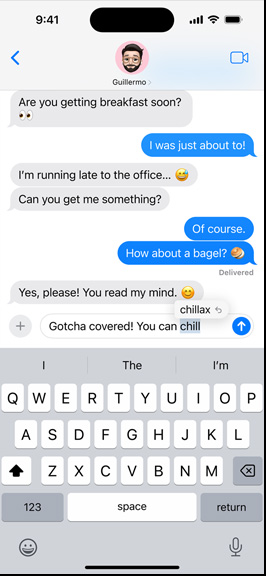 9:41
Guillermo
Are you getting breakfast soon?
👀
I was just about to!
I'm running late to the office... 😅
Can you get me something?
Of course.
How about a bagel? 🥯
Delivered
Yes, please! You read my mind. 😊
chillax
Gotcha covered! You can chill
I The I'm
Q W E R T Y U I O P
A S D F G H J K L
Z X C V B N M
123 space return